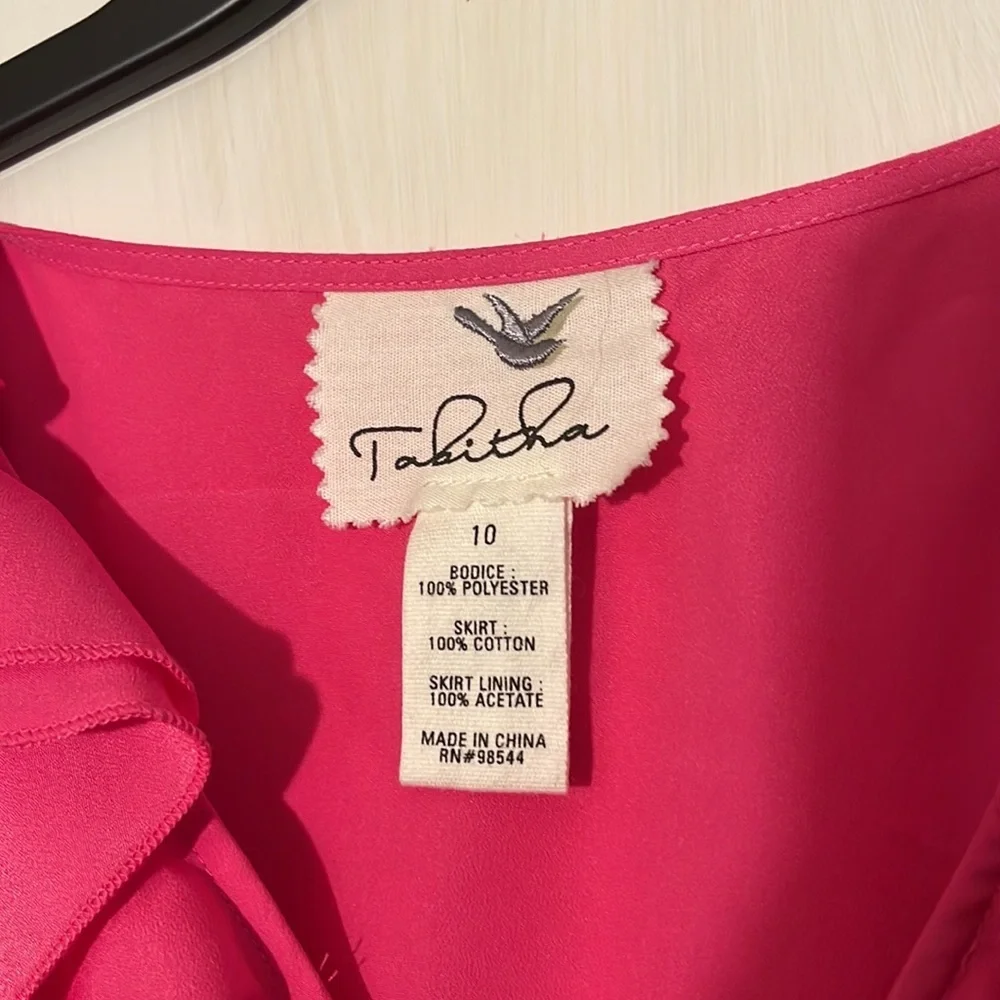 Tabitha
10
BODICE :
100% POLYESTER
SKIRT :
100% COTTON
SKIRT LINING :
100% ACETATE
MADE IN CHINA
RN#98544